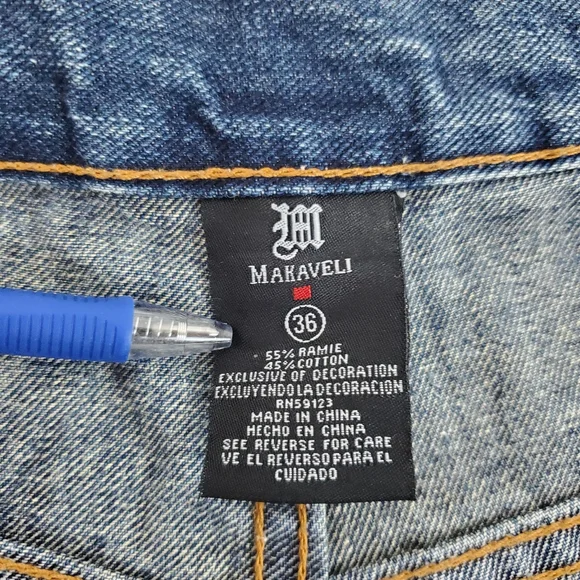 M
MAKAVELI
36
55% RAMIE
45% COTTON
EXCLUSIVE OF DECORATION
EXCLUYENDO LA DECORACION
RN59123
MADE IN CHINA
HECHO EN CHINA
SEE REVERSE FOR CARE
VE EL REVERSO PARA EL
CUIDADO